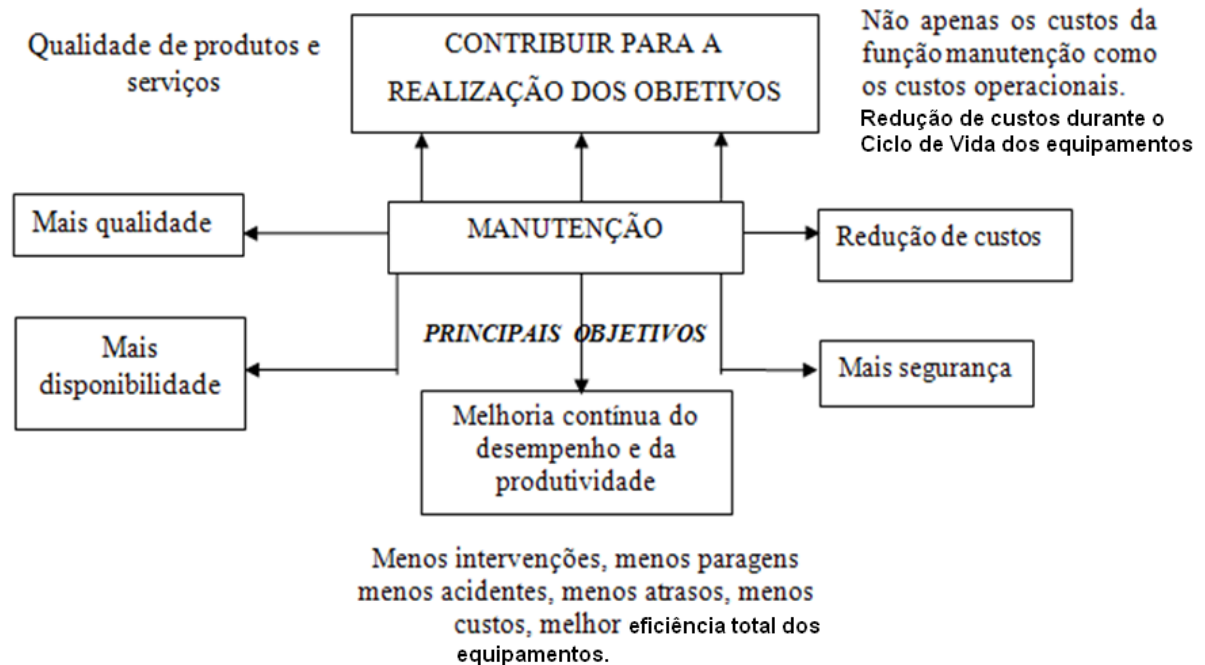 Qualidade de produtos e
serviços
CONTRIBUIR PARA A
REALIZAÇÃO DOS OBJETIVOS
Não apenas os custos da
função manutenção como
os custos operacionais.
Redução de custos durante o
Ciclo de Vida dos equipamentos
Mais qualidade
MANUTENÇÃO
Redução de custos
PRINCIPAIS OBJETIVOS
Mais
disponibilidade
Mais segurança
Melhoria contínua do
desempenho e da
produtividade
Menos intervenções, menos paragens
menos acidentes, menos atrasos, menos
custos, melhor eficiência total dos
equipamentos.